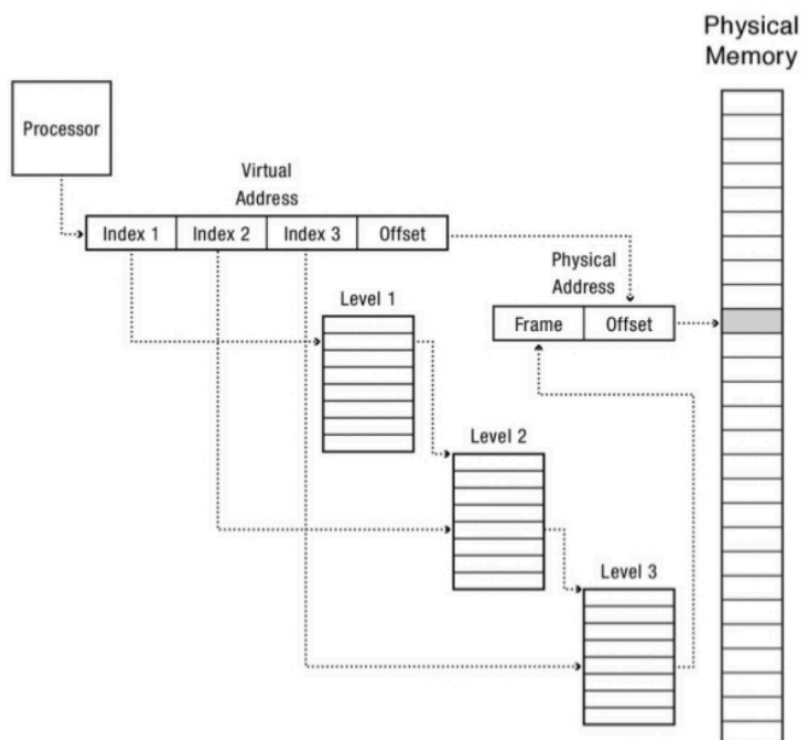 Physical
Memory
Processor
Virtual
Address
Index 1
Index 2
Index 3
Offset
Physical
Address
Level 1
Frame
Offset
Level 2
Level 3